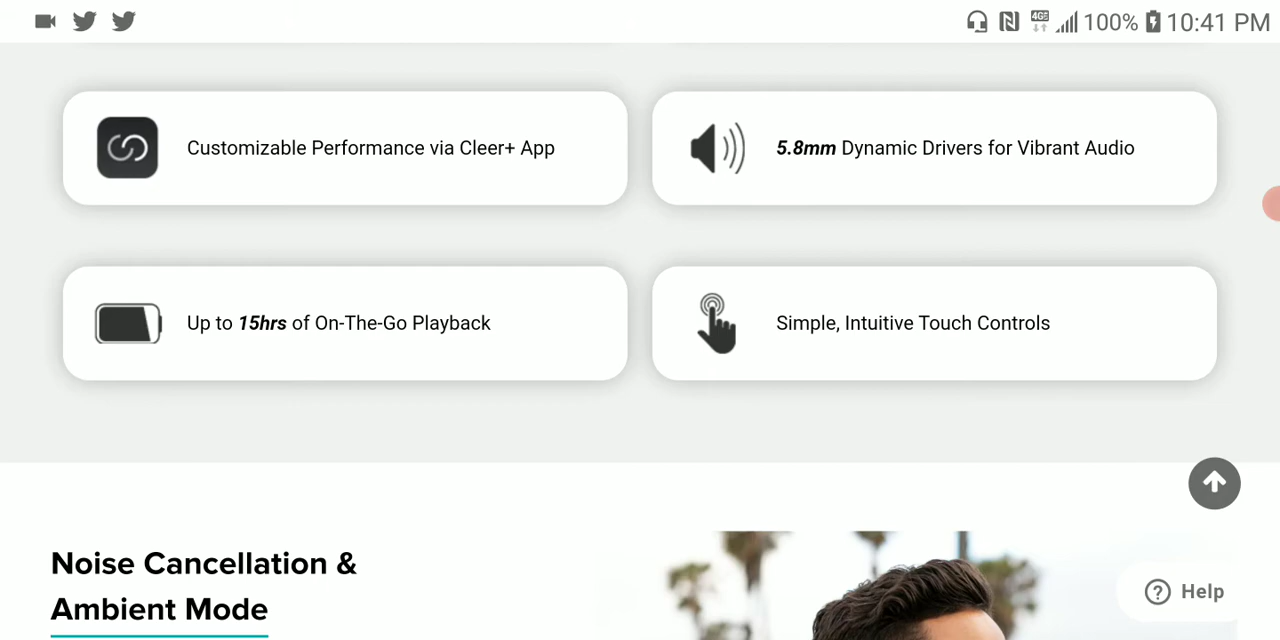 4GE 100% 10:41 PM
Customizable Performance via Cleer+ App
5.8mm Dynamic Drivers for Vibrant Audio
Up to 15hrs of On-The-Go Playback
Simple, Intuitive Touch Controls
Noise Cancellation &
Ambient Mode
Help